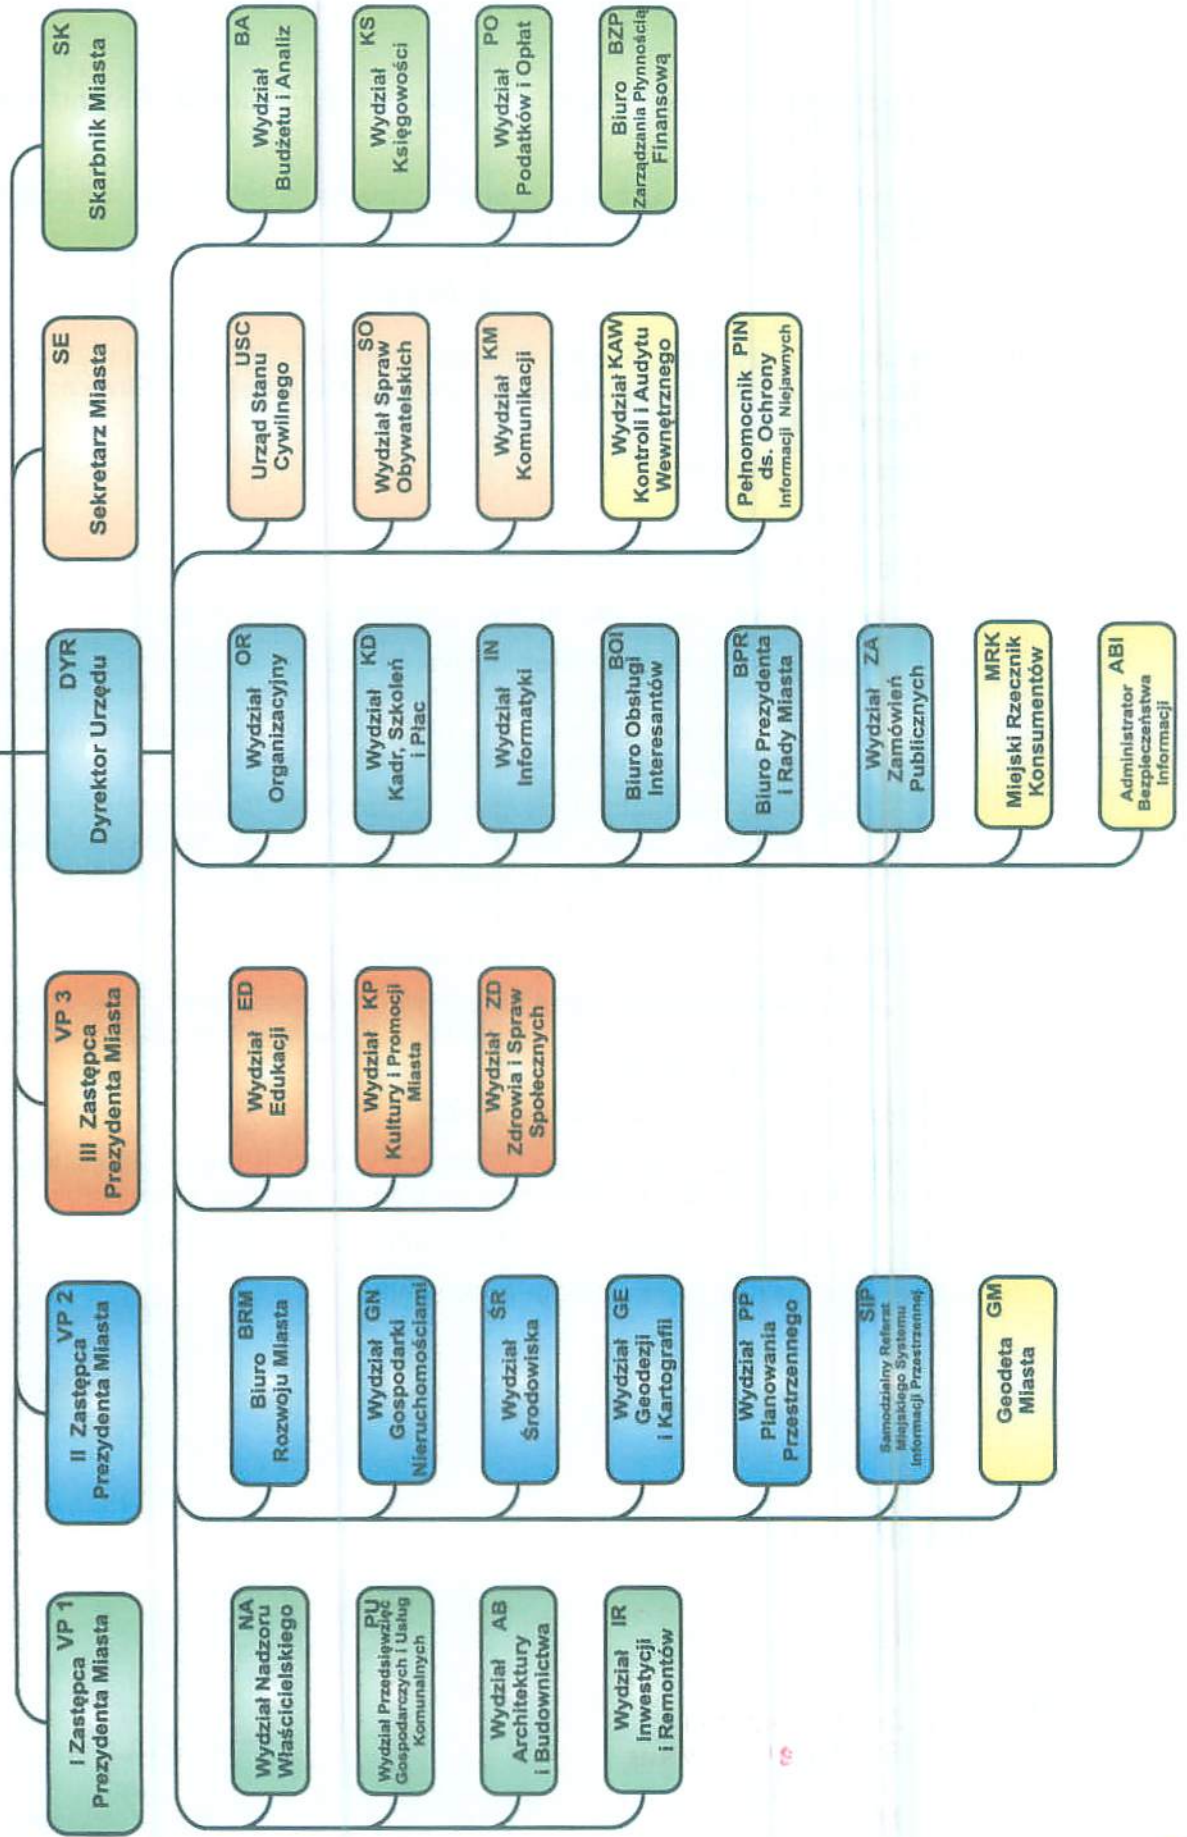 I Zastępca VP 1
Prezydenta Miasta
II Zastępca VP 2
Prezydenta Miasta
III Zastępca VP 3
Prezydenta Miasta
DYR
Dyrektor Urzędu
SE
Sekretarz Miasta
SK
Skarbnik Miasta
NA
Wydział Nadzoru
Właścicielskiego
PU
Wydział Przedsięwzięć
Gospodarczych i Usług
Komunalnych
Wydział AB
Architektury
i Budownictwa
Wydział IR
Inwestycji
i Remontów
Biuro BRM
Rozwoju Miasta
Wydział GN
Gospodarki
Nieruchomościami
Wydział ŚR
Środowiska
Wydział GE
Geodezji
i Kartografii
Wydział PP
Planowania
Przestrzennego
SIP
Samodzielny Referat
Miejskiego Systemu
Informacji Przestrzennej
Geodeta GM
Miasta
Wydział ED
Edukacji
Wydział KP
Kultury i Promocji
Miasta
Wydział ZD
Zdrowia i Spraw
Społecznych
Wydział OR
Organizacyjny
Wydział KD
Kadr, Szkoleń
i Płac
Wydział IN
Informatyki
BOI
Biuro Obsługi
Interesantów
BPR
Biuro Prezydenta
i Rady Miasta
Wydział ZA
Zamówień
Publicznych
MRK
Miejski Rzecznik
Konsumentów
Administrator ABI
Bezpieczeństwa
Informacji
USC
Urząd Stanu
Cywilnego
SO
Wydział Spraw
Obywatelskich
Wydział KM
Komunikacji
Wydział KAW
Kontroli i Audytu
Wewnętrznego
Pełnomocnik PIN
ds. Ochrony
Informacji Niejawnych
BA
Wydział
Budżetu i Analiz
Wydział KS
Księgowości
Wydział PO
Podatków i Opłat
Biuro BZP
Zarządzania Płynnością
Finansową